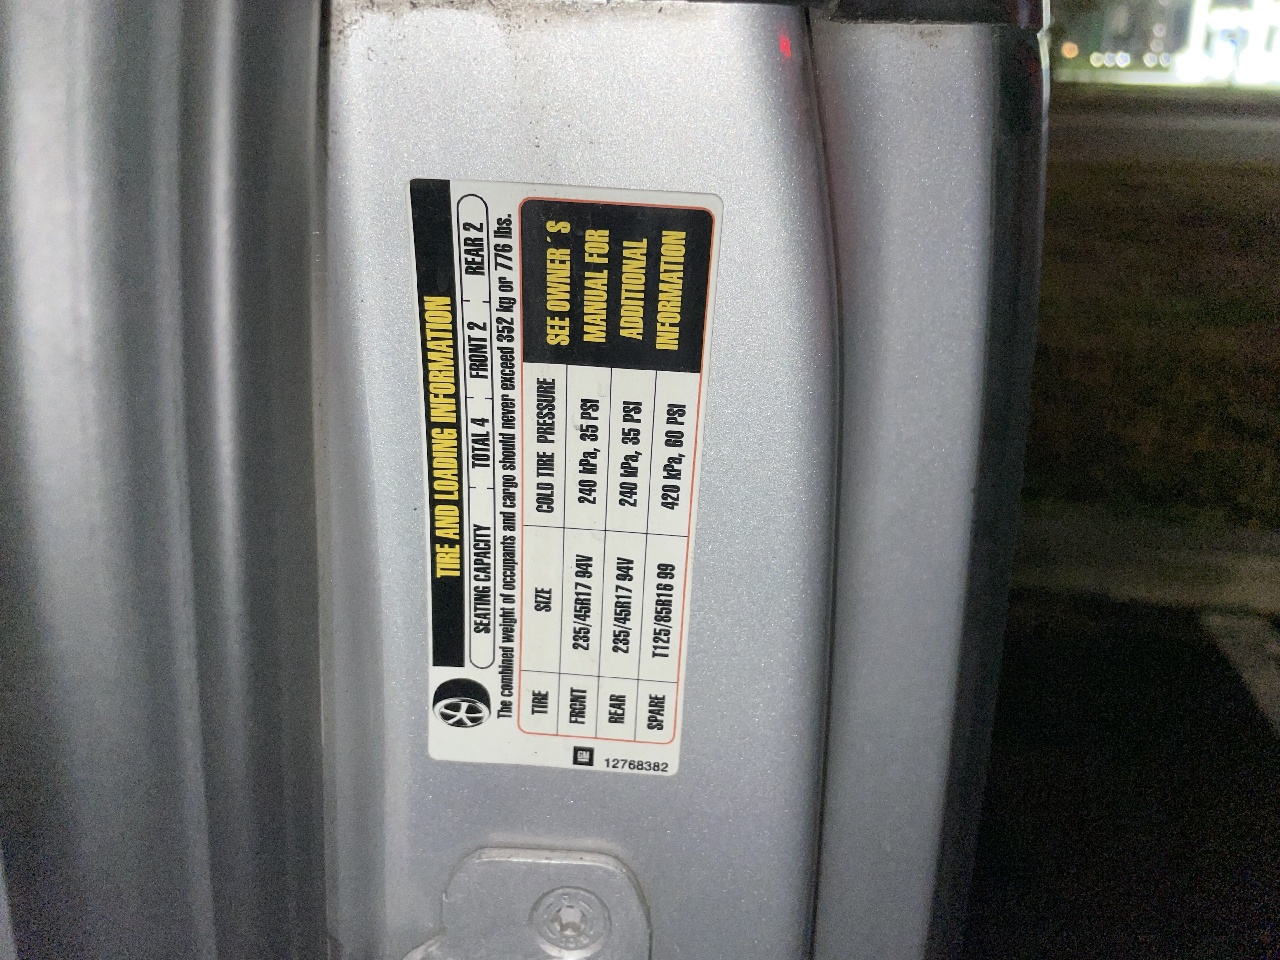 TIRE AND LOADING INFORMATION
SEATING CAPACITY TOTAL 4 FRONT 2 REAR 2
The combined weight of occupants and cargo should never exceed 352 kg or 776 lbs.
TIRE SIZE COLD TIRE PRESSURE
FRONT 235/45R17 94V 240 kPa, 35 PSI
REAR 235/45R17 94V 240 kPa, 35 PSI
SPARE T125/85R16 99 420 kPa, 60 PSI
SEE OWNER´S
MANUAL FOR
ADDITIONAL
INFORMATION
GM
12768382